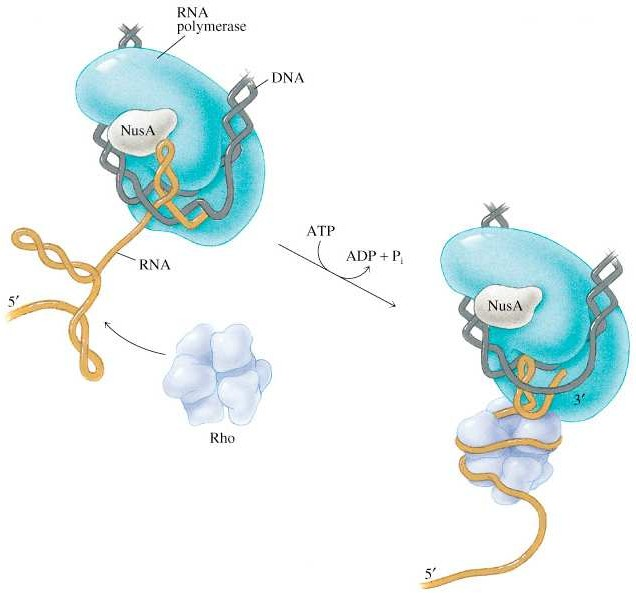 RNA
polymerase
DNA
NusA
RNA
5′
Rho
ATP
ADP + Pi
NusA
3′
5′